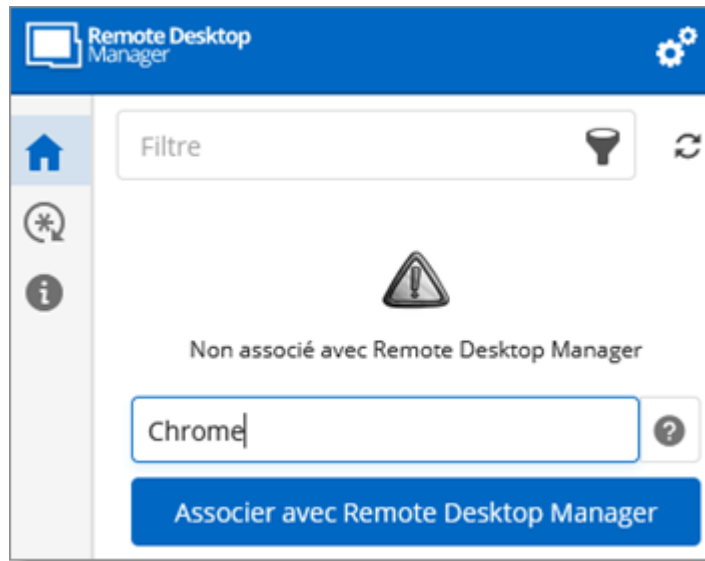 Remote Desktop
Manager
Filtre
Non associé avec Remote Desktop Manager
Chrome
Associer avec Remote Desktop Manager